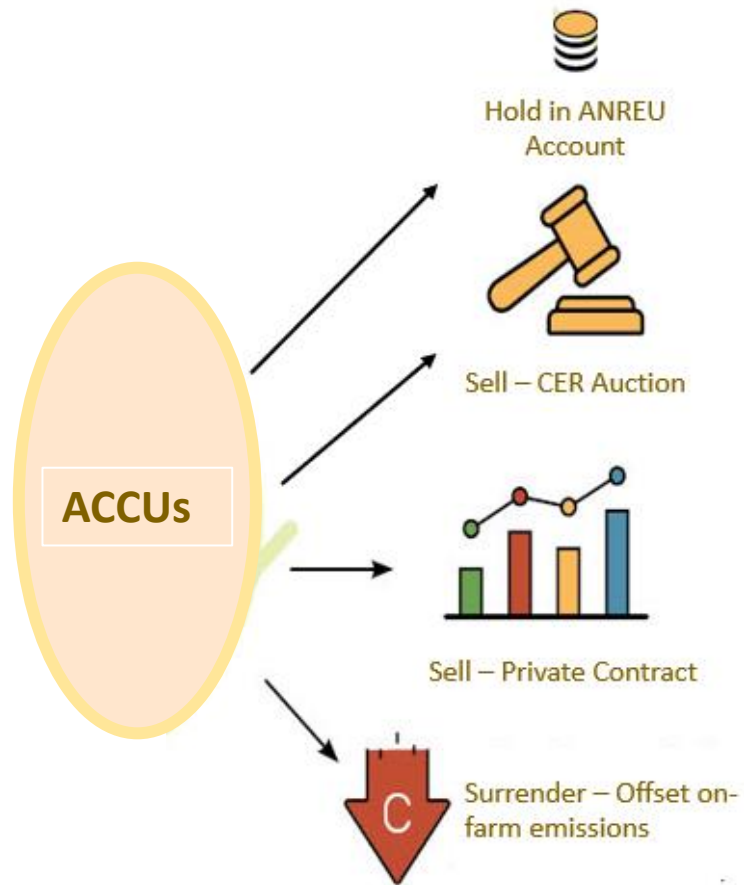 Hold in ANREU
Account
Sell – CER Auction
ACCUs
Sell – Private Contract
C
Surrender – Offset on-
farm emissions